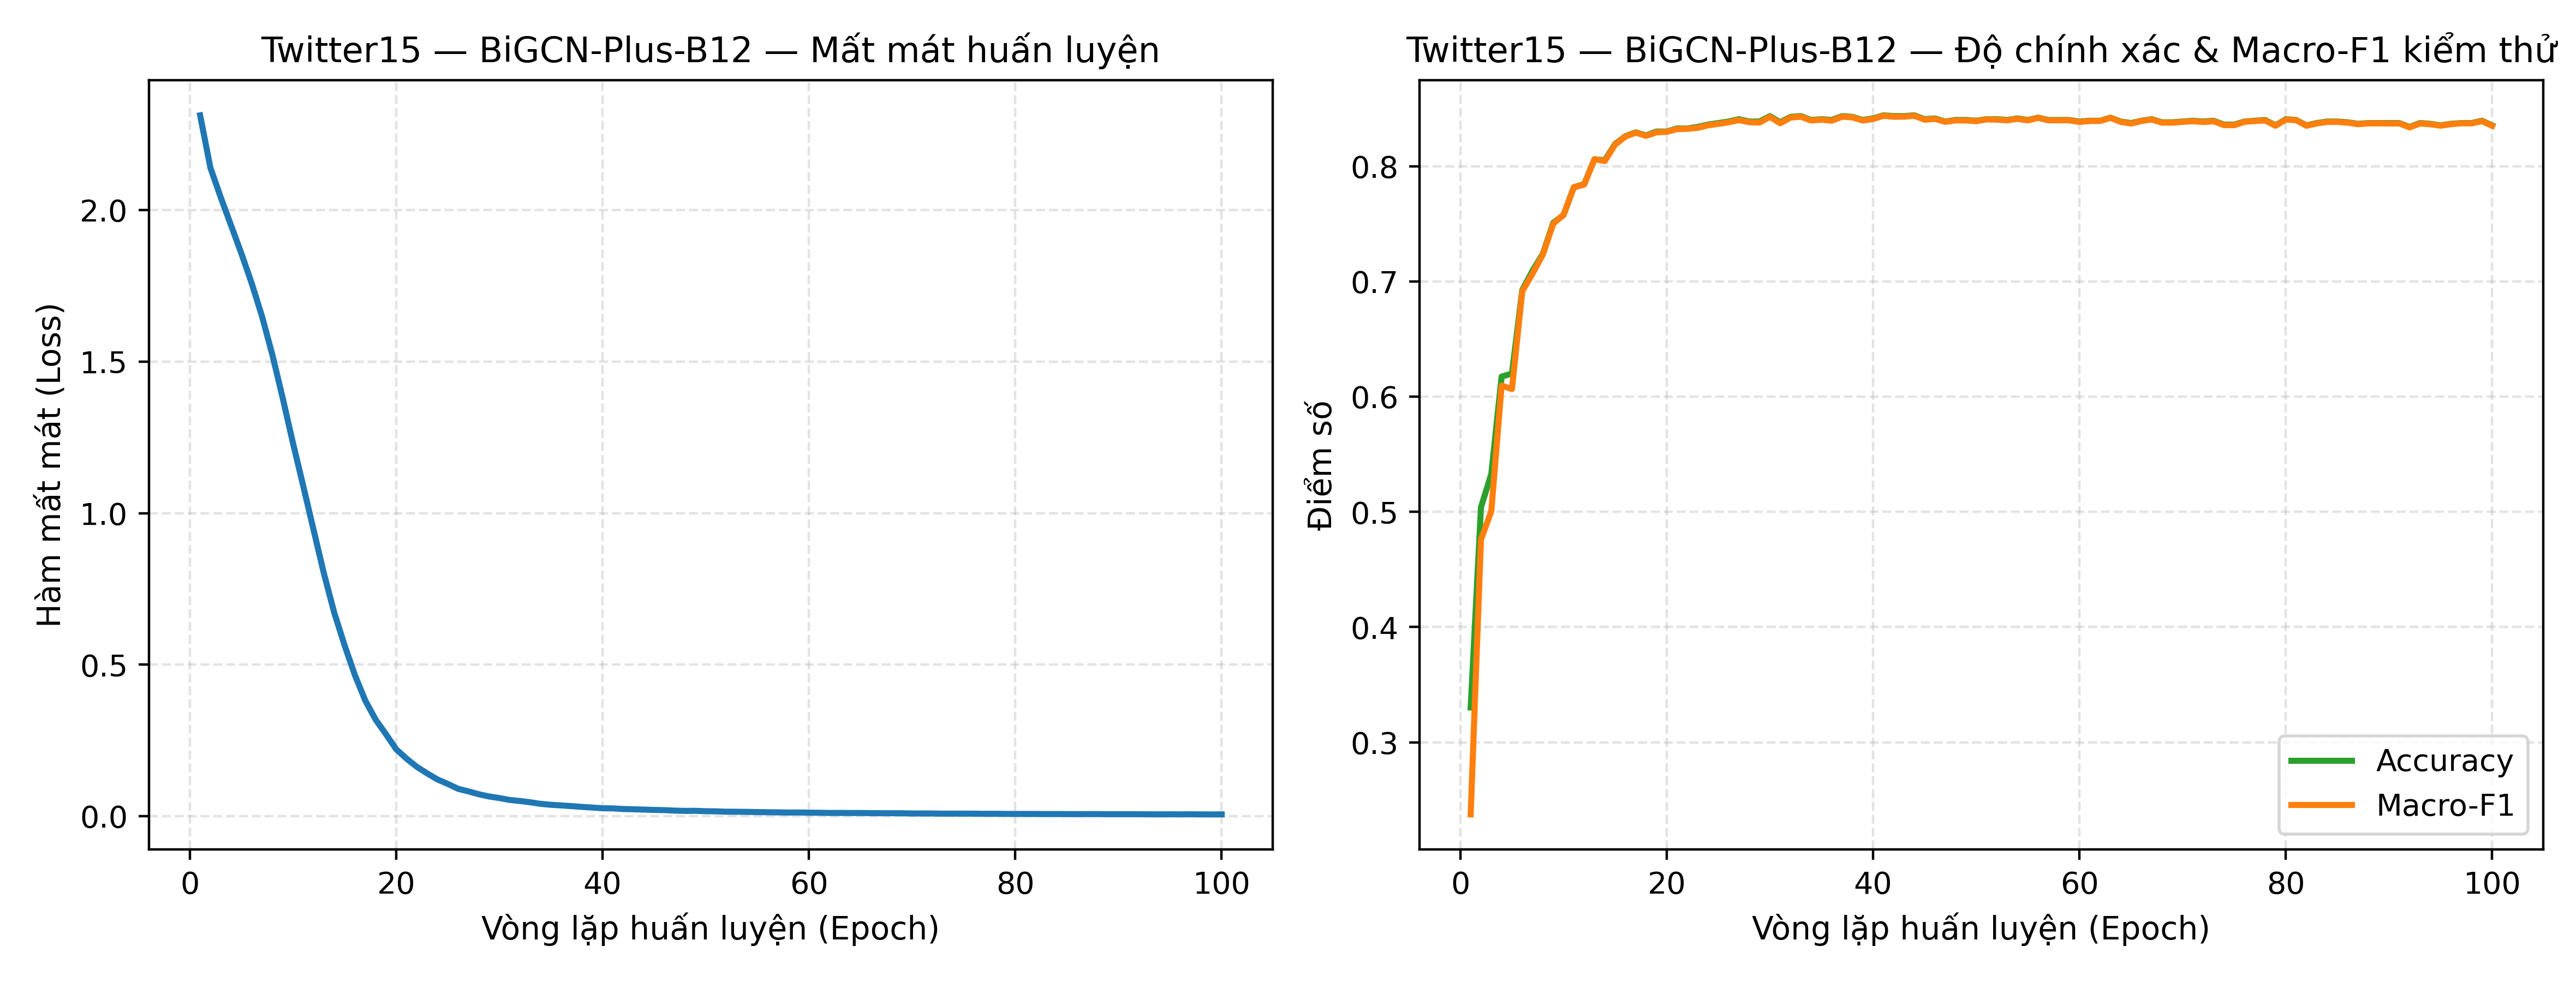 Twitter15 — BiGCN-Plus-B12 — Mất mát huấn luyện
Hàm mất mát (Loss)
2.0
1.5
1.0
0.5
0.0
0 20 40 60 80 100
Vòng lặp huấn luyện (Epoch)
Twitter15 — BiGCN-Plus-B12 — Độ chính xác & Macro-F1 kiểm thử
Điểm số
0.8
0.7
0.6
0.5
0.4
0.3
Accuracy
Macro-F1
0 20 40 60 80 100
Vòng lặp huấn luyện (Epoch)